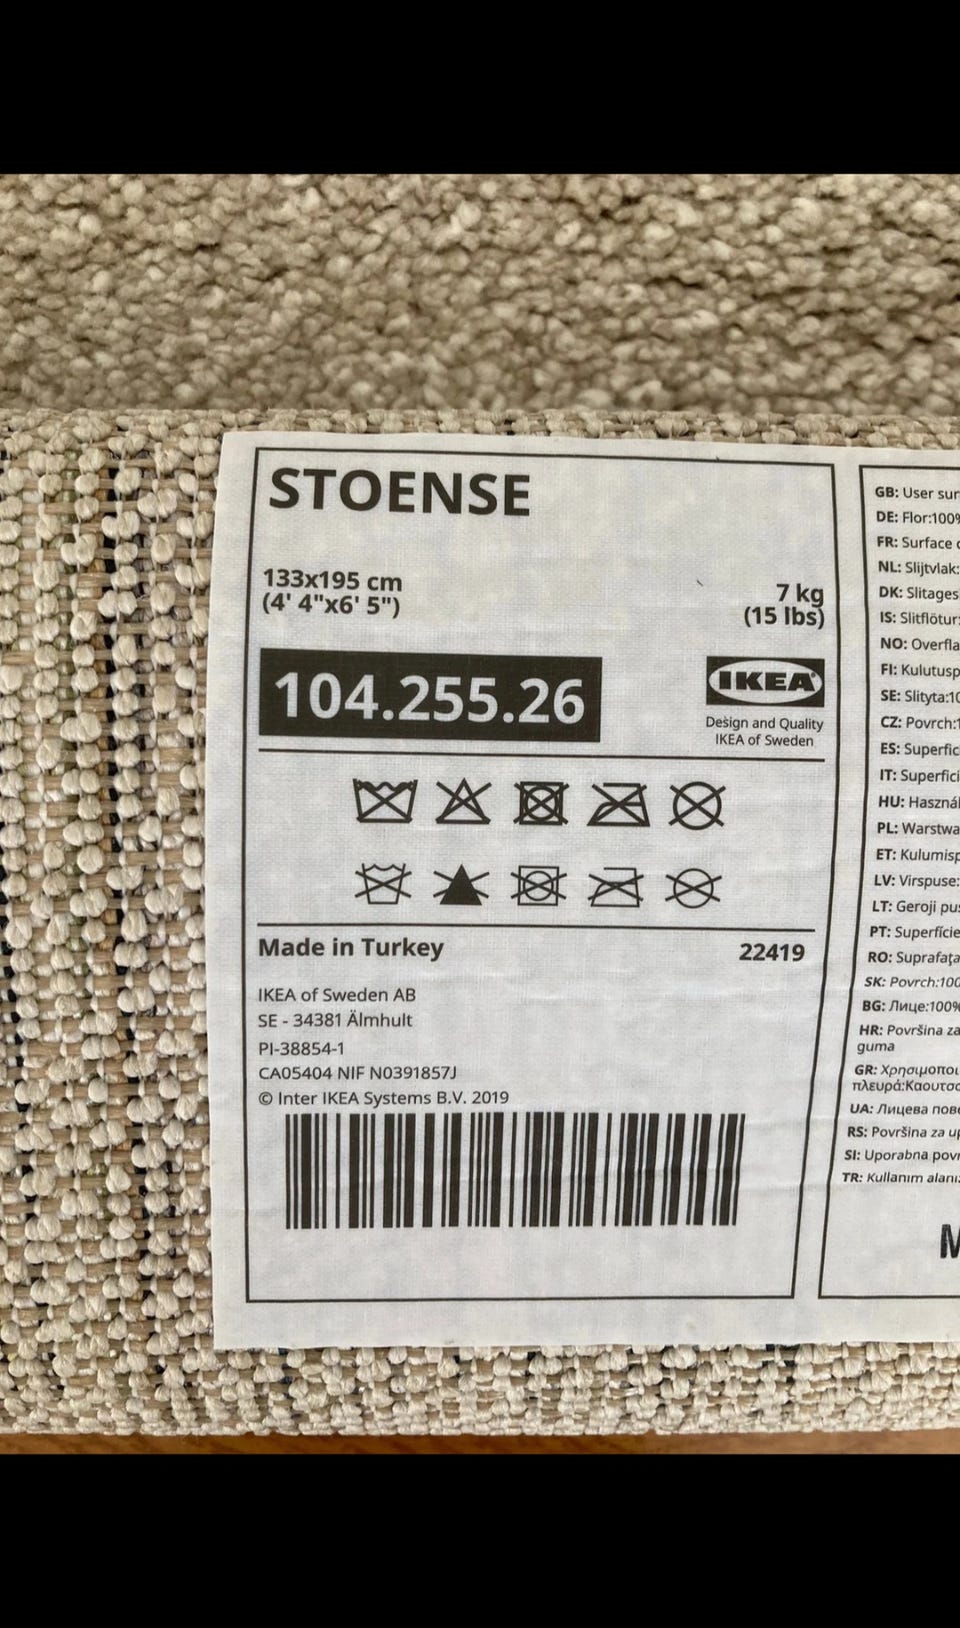 STOENSE
133x195 cm
(4' 4"x6' 5")
7 kg
(15 lbs)
104.255.26
IKEA
Design and Quality
IKEA of Sweden
Made in Turkey
22419
IKEA of Sweden AB
SE - 34381 Älmhult
PI-38854-1
CA05404 NIF N0391857J
© Inter IKEA Systems B.V. 2019
GB: User sur
DE: Flor:100%
FR: Surface
NL: Slijtvlak:
DK: Slitages
IS: Slitflötur:
NO: Overfla
FI: Kulutusp
SE: Slityta:10
CZ: Povrch:1
ES: Superfic
IT: Superfici
HU: Használ
PL: Warstwa
ET: Kulumisp
LV: Virspuse:
LT: Geroji pus
PT: Superfície
RO: Suprafaţa
SK: Povrch:100
BG: Лице:100%
HR: Površina za
guma
GR: Χρησιμοποι
πλευρά:Καουτσο
UA: Лицева пове
RS: Površina za up
SI: Uporabna povr
TR: Kullanım alanı:
M